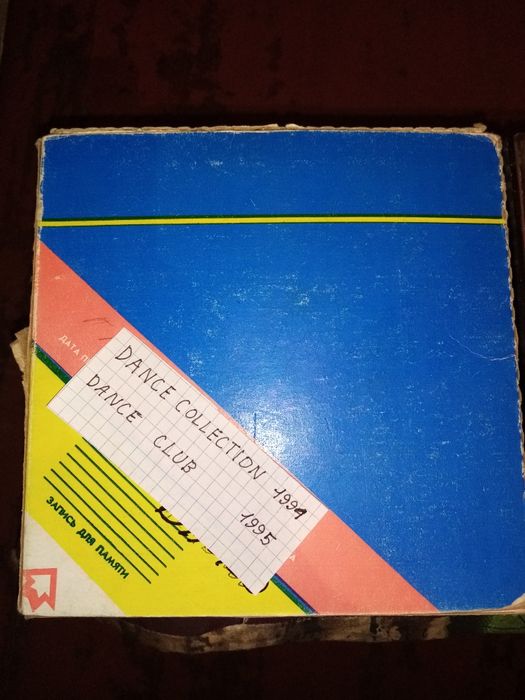 ДАТА П
DANCE COLLECTION 1994
DANCE CLUB 1995
ЗАПИСЬ ДЛЯ ПАМЯТИ